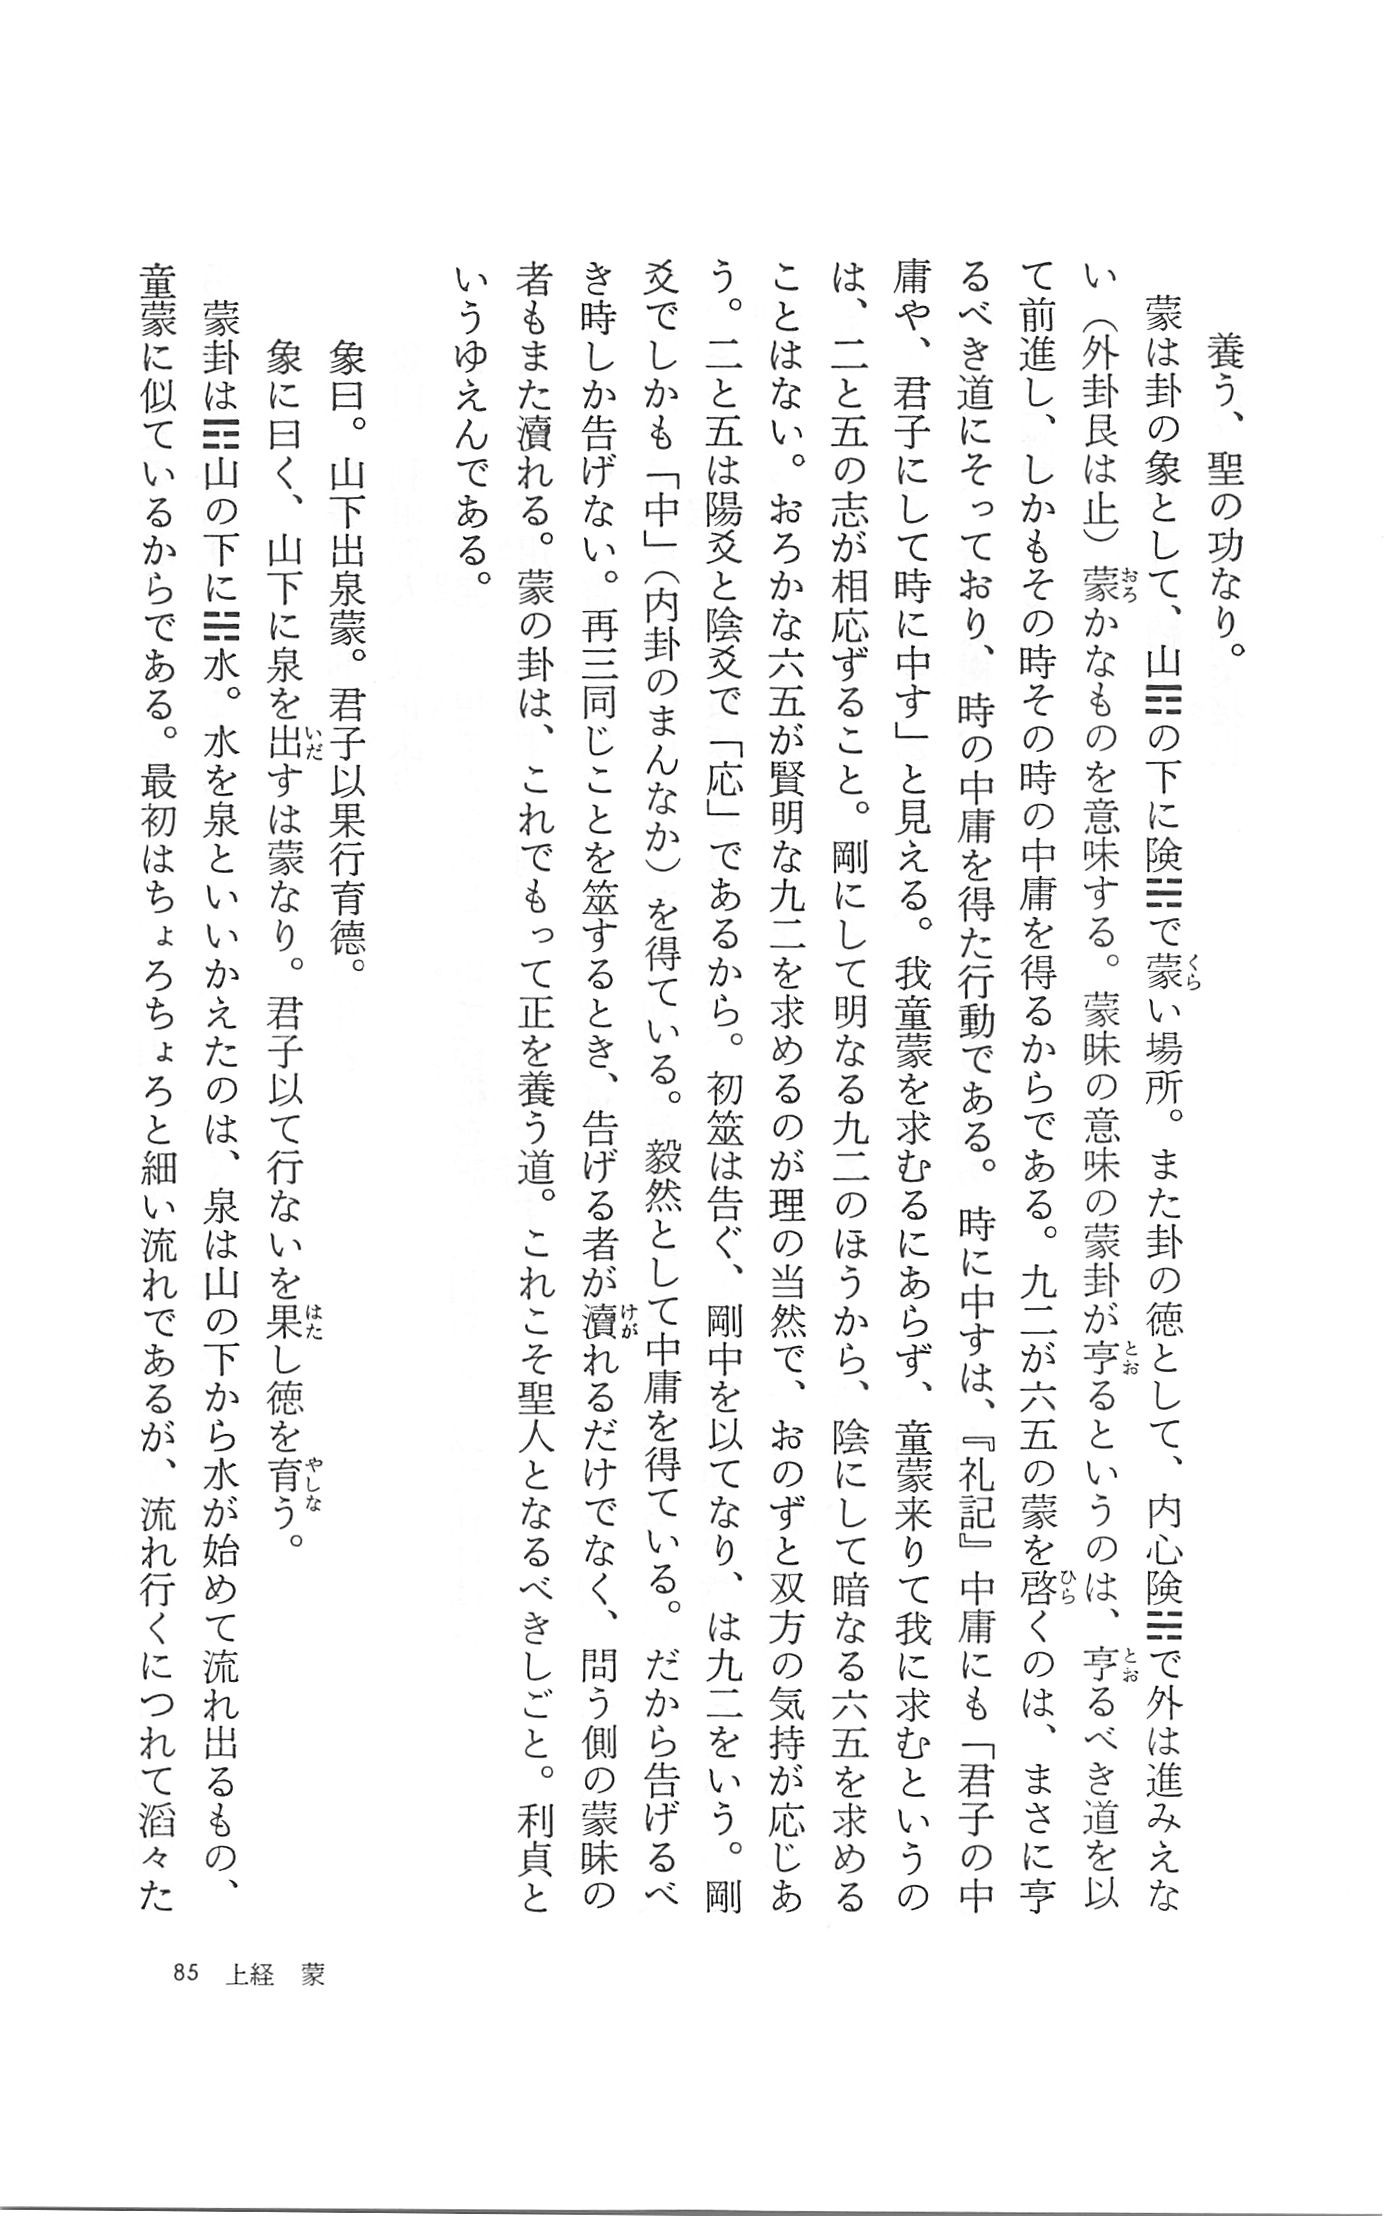 養う、聖の功なり。
蒙は卦の象として、山☶の下に険☵で蒙い場所。また卦の徳として、内心険☵で外は進みえな
い（外卦艮は止）蒙かなものを意味する。蒙昧の意味の蒙卦が亨るというのは、亨るべき道を以
て前進し、しかもその時その時の中庸を得るからである。九二が六五の蒙を啓くのは、まさに亨
るべき道にそっており、時の中庸を得た行動である。時に中すは、『礼記』中庸にも「君子の中
庸や、君子にして時に中す」と見える。我童蒙を求むるにあらず、童蒙来りて我に求むというの
は、二と五の志が相応ずること。剛にして明なる九二のほうから、陰にして暗なる六五を求める
ことはない。おろかな六五が賢明な九二を求めるのが理の当然で、おのずと双方の気持が応じあ
う。二と五は陽爻と陰爻で「応」であるから。初筮は告ぐ、剛中を以てなり、は九二をいう。剛
爻でしかも「中」（内卦のまんなか）を得ている。毅然として中庸を得ている。だから告げるべ
き時しか告げない。再三同じことを筮するとき、告げる者が瀆れるだけでなく、問う側の蒙昧の
者もまた瀆れる。蒙の卦は、これでもって正を養う道。これこそ聖人となるべきしごと。利貞と
いうゆえんである。
象曰。山下出泉蒙。君子以果行育德。
象に曰く、山下に泉を出すは蒙なり。君子以て行ないを果し徳を育う。
蒙卦は☶山の下に☵水。水を泉といいかえたのは、泉は山の下から水が始めて流れ出るもの、
童蒙に似ているからである。最初はちょろちょろと細い流れであるが、流れ行くにつれて滔々た
85 上経 蒙